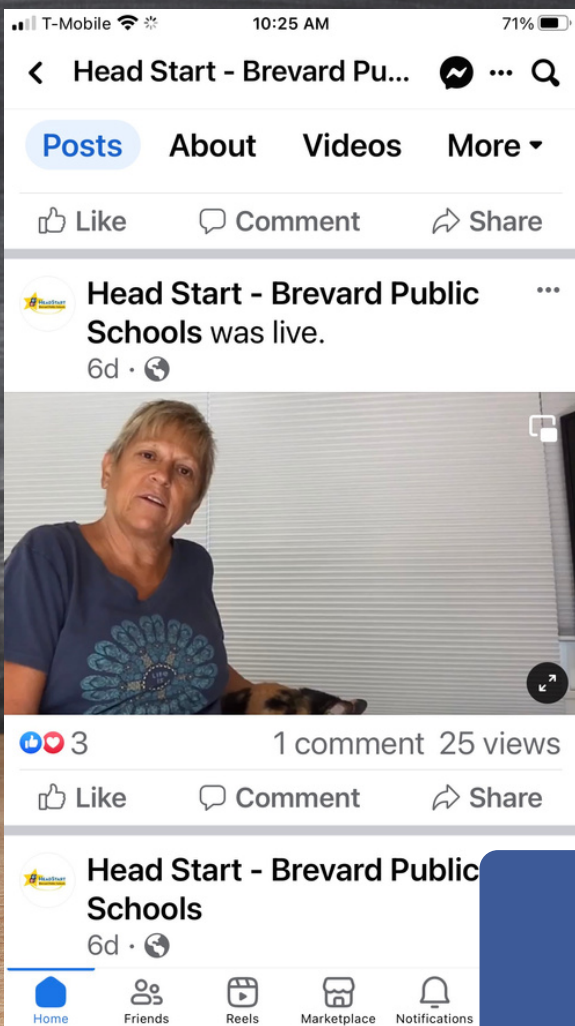 T-Mobile 10:25 AM 71%
Head Start - Brevard Pu...
Posts About Videos More
Like Comment Share
Head Start - Brevard Public
Schools was live.
6d ·
LIFE IS
3 1 comment 25 views
Like Comment Share
Head Start - Brevard Public
Schools
6d ·
Home Friends Reels Marketplace Notifications